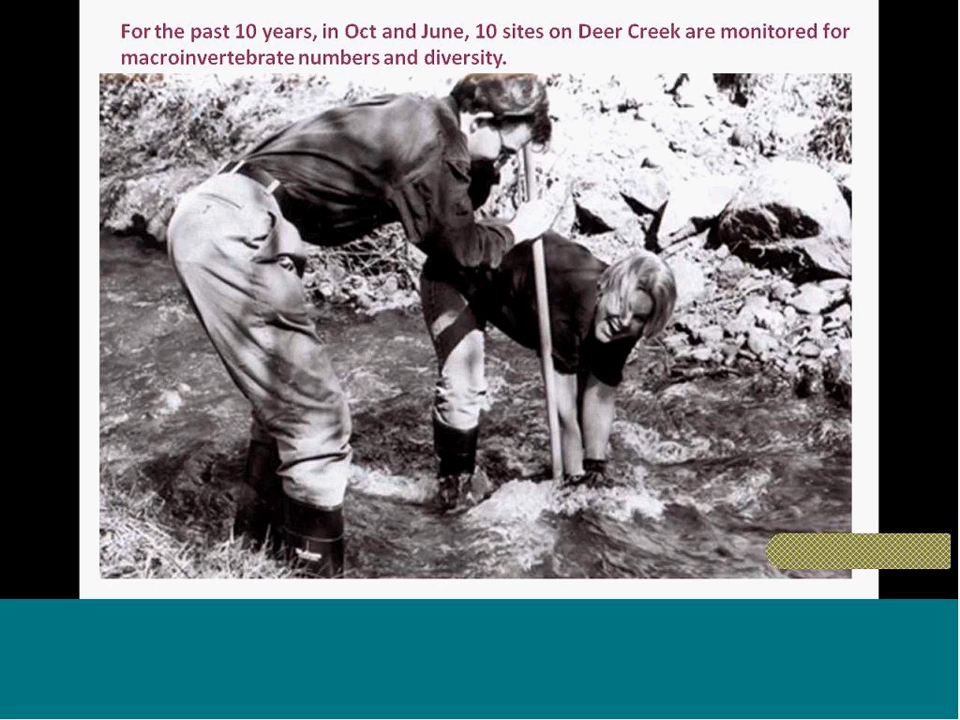 For the past 10 years, in Oct and June, 10 sites on Deer Creek are monitored for
macroinvertebrate numbers and diversity.